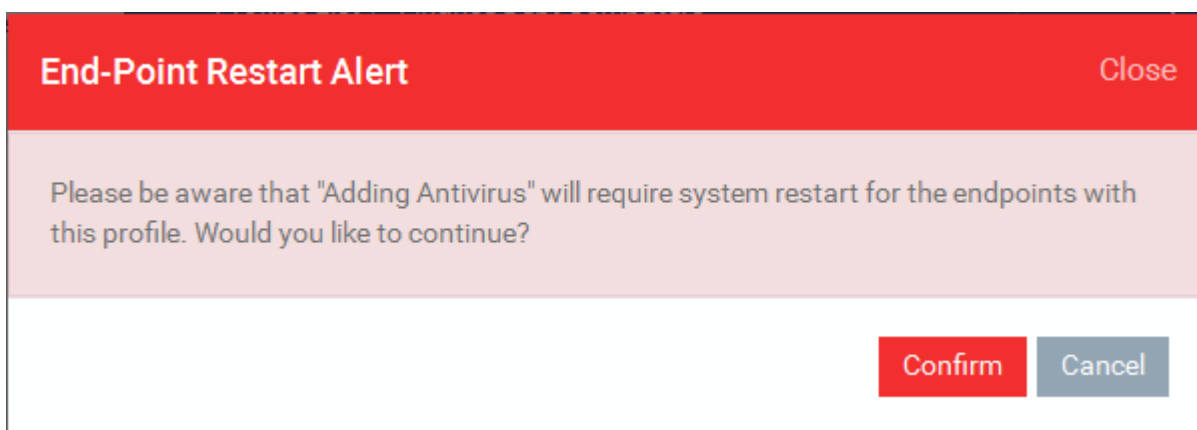 End-Point Restart Alert
Close
Please be aware that "Adding Antivirus" will require system restart for the endpoints with
this profile. Would you like to continue?
Confirm
Cancel